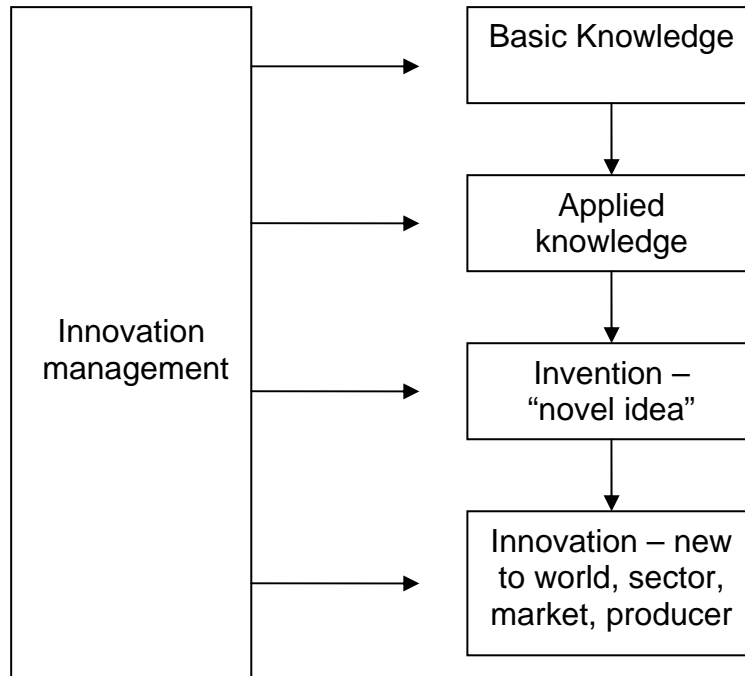 Innovation
management
Basic Knowledge
Applied
knowledge
Invention –
“novel idea”
Innovation – new
to world, sector,
market, producer